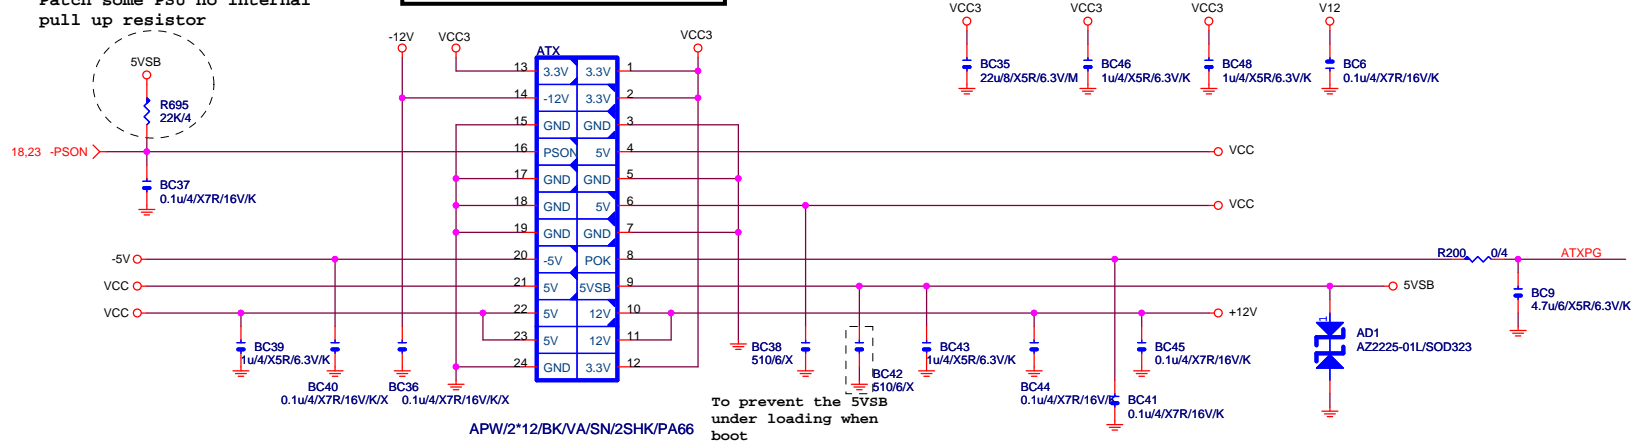 Patch some PSU no internal
pull up resistor
5VSB
R695
22K/4
18,23 -PSON
BC37
0.1u/4/X7R/16V/K
-12V
VCC3
VCC3
ATX
13 3.3V 3.3V 1
14 -12V 3.3V 2
15 GND GND 3
16 PSON 5V 4
17 GND GND 5
18 GND 5V 6
19 GND GND 7
20 -5V POK 8
21 5V 5VSB 9
22 5V 12V 10
23 5V 12V 11
24 GND 3.3V 12
VCC3
BC35
22u/8/X5R/6.3V/M
VCC3
BC46
1u/4/X5R/6.3V/K
VCC3
BC48
1u/4/X5R/6.3V/K
V12
BC6
0.1u/4/X7R/16V/K
VCC
VCC
R200 0/4 ATXPG
5VSB
BC9
4.7u/6/X5R/6.3V/K
+12V
1
AD1
AZ2225-01L/SOD323
-5V
VCC
VCC
BC39
1u/4/X5R/6.3V/K
BC40
0.1u/4/X7R/16V/K/X
BC36
0.1u/4/X7R/16V/K/X
BC38
510/6/X
BC42
510/6/X
BC43
1u/4/X5R/6.3V/K
BC44
0.1u/4/X7R/16V/K
BC45
0.1u/4/X7R/16V/K
BC41
0.1u/4/X7R/16V/K
To prevent the 5VSB
under loading when
boot
APW/2*12/BK/VA/SN/2SHK/PA66